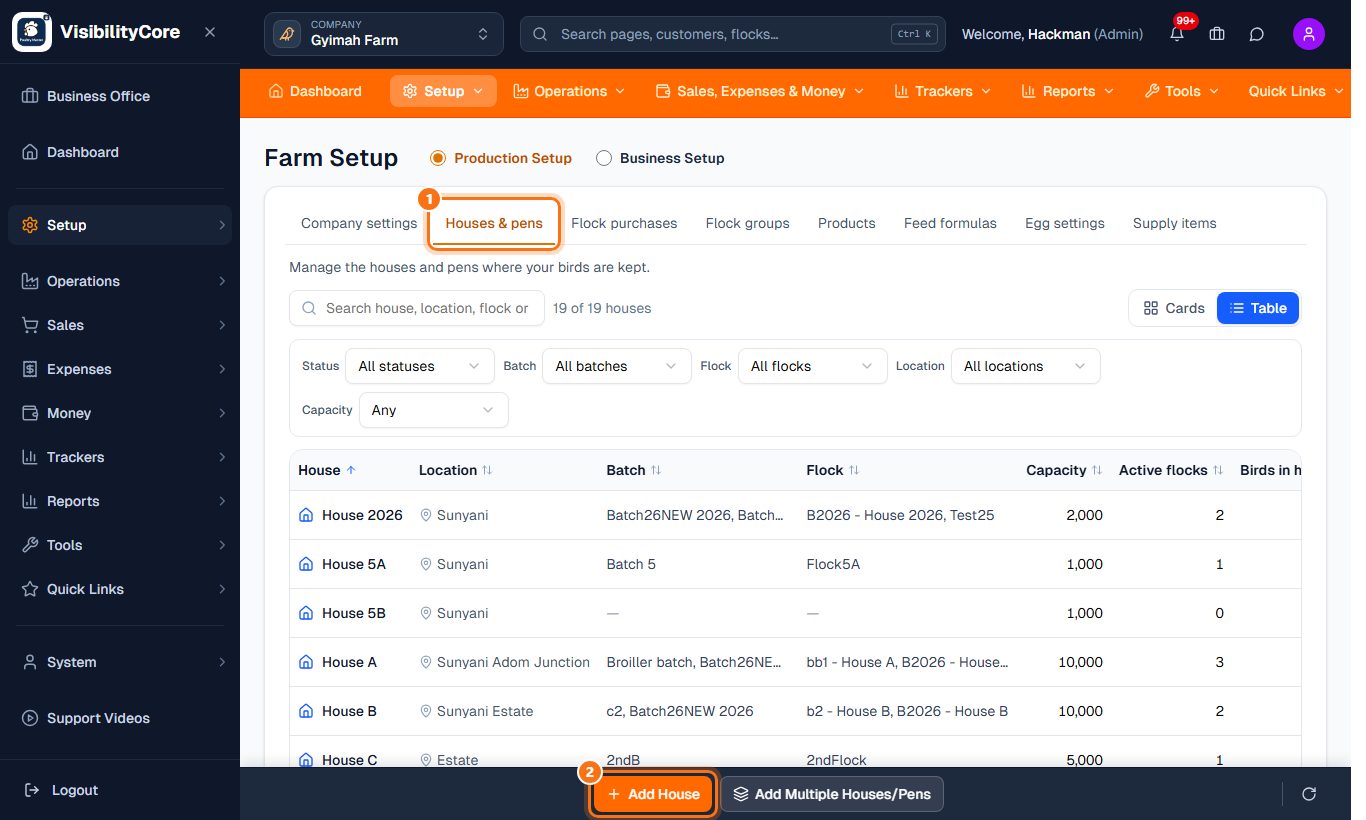 VisibilityCore
COMPANY
Gyimah Farm
Search pages, customers, flocks...
Ctrl K
Welcome, Hackman (Admin)
99+
Business Office
Dashboard
Setup
Operations
Sales
Expenses
Money
Trackers
Reports
Tools
Quick Links
System
Support Videos
Logout
Dashboard
Setup
Operations
Sales, Expenses & Money
Trackers
Reports
Tools
Quick Links
Farm Setup
Production Setup
Business Setup
1
Company settings
Houses & pens
Flock purchases
Flock groups
Products
Feed formulas
Egg settings
Supply items
Manage the houses and pens where your birds are kept.
Search house, location, flock or
19 of 19 houses
Cards
Table
Status All statuses
Batch All batches
Flock All flocks
Location All locations
Capacity Any
House Location Batch Flock Capacity Active flocks Birds in h
House 2026 Sunyani Batch26NEW 2026, Batch... B2026 - House 2026, Test25 2,000 2
House 5A Sunyani Batch 5 Flock5A 1,000 1
House 5B Sunyani — — 1,000 0
House A Sunyani Adom Junction Broiller batch, Batch26NE... bb1 - House A, B2026 - House... 10,000 3
House B Sunyani Estate c2, Batch26NEW 2026 b2 - House B, B2026 - House B 10,000 2
House C Estate 2ndB 2ndFlock 5,000 1
2
Add House
Add Multiple Houses/Pens